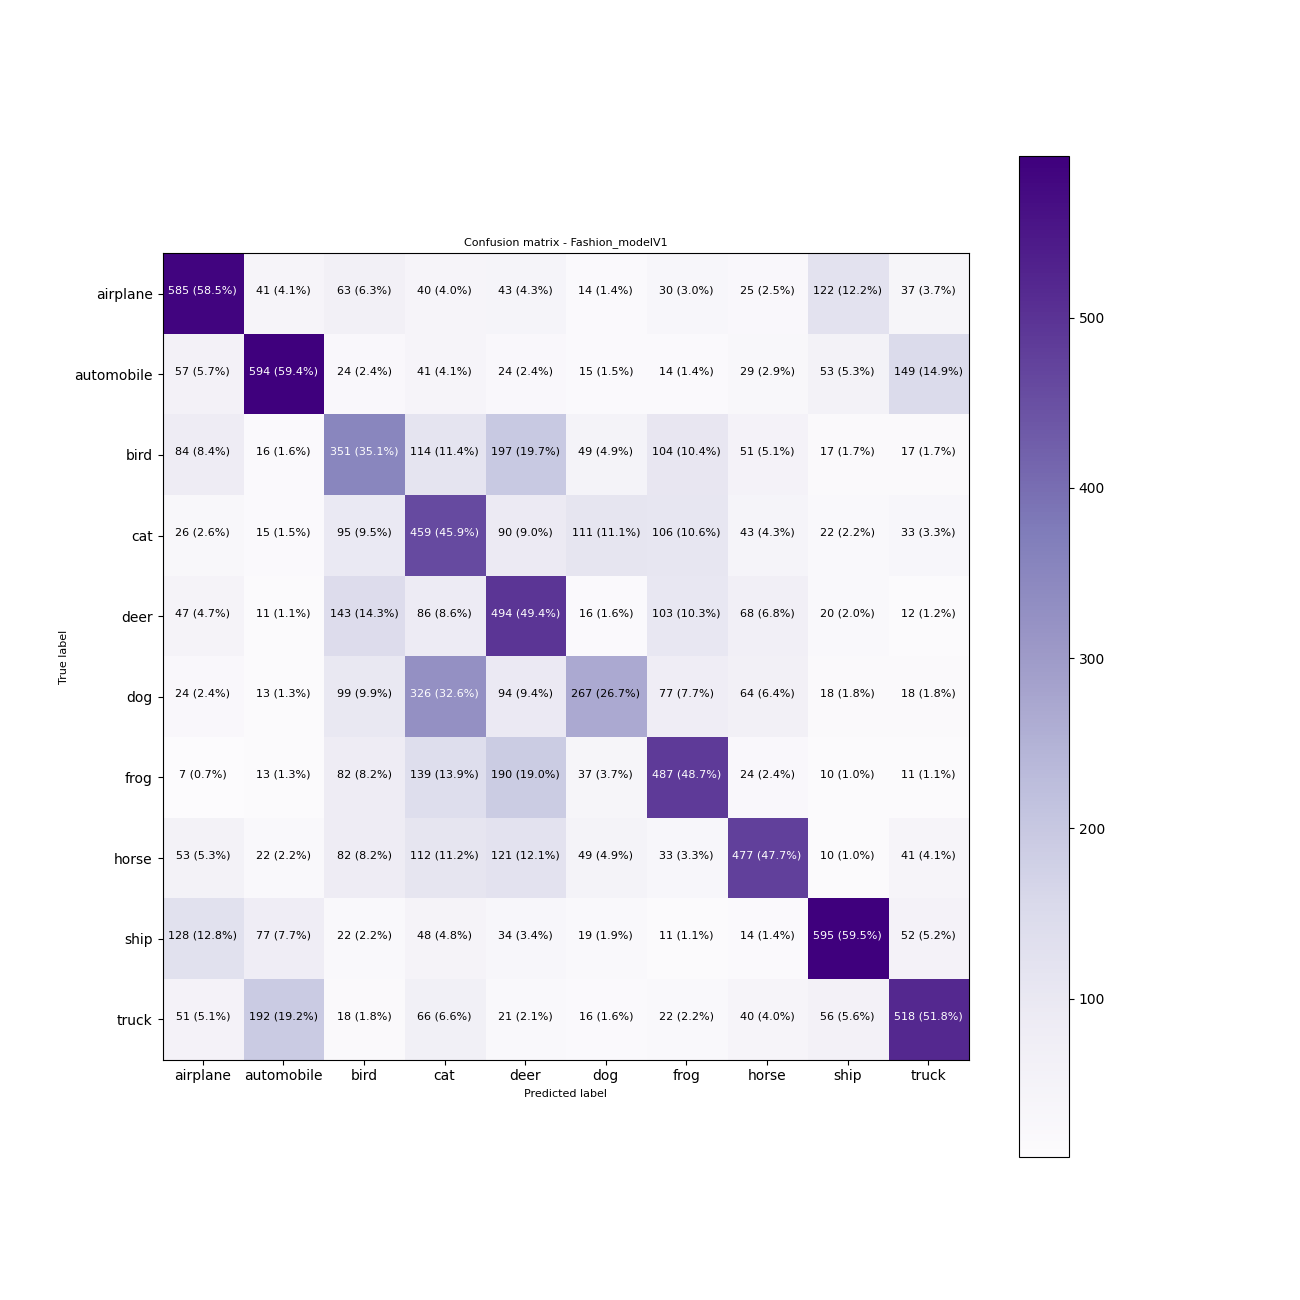 Confusion matrix - Fashion_modelV1
airplane 585 (58.5%) 41 (4.1%) 63 (6.3%) 40 (4.0%) 43 (4.3%) 14 (1.4%) 30 (3.0%) 25 (2.5%) 122 (12.2%) 37 (3.7%)
automobile 57 (5.7%) 594 (59.4%) 24 (2.4%) 41 (4.1%) 24 (2.4%) 15 (1.5%) 14 (1.4%) 29 (2.9%) 53 (5.3%) 149 (14.9%)
bird 84 (8.4%) 16 (1.6%) 351 (35.1%) 114 (11.4%) 197 (19.7%) 49 (4.9%) 104 (10.4%) 51 (5.1%) 17 (1.7%) 17 (1.7%)
cat 26 (2.6%) 15 (1.5%) 95 (9.5%) 459 (45.9%) 90 (9.0%) 111 (11.1%) 106 (10.6%) 43 (4.3%) 22 (2.2%) 33 (3.3%)
deer 47 (4.7%) 11 (1.1%) 143 (14.3%) 86 (8.6%) 494 (49.4%) 16 (1.6%) 103 (10.3%) 68 (6.8%) 20 (2.0%) 12 (1.2%)
dog 24 (2.4%) 13 (1.3%) 99 (9.9%) 326 (32.6%) 94 (9.4%) 267 (26.7%) 77 (7.7%) 64 (6.4%) 18 (1.8%) 18 (1.8%)
frog 7 (0.7%) 13 (1.3%) 82 (8.2%) 139 (13.9%) 190 (19.0%) 37 (3.7%) 487 (48.7%) 24 (2.4%) 10 (1.0%) 11 (1.1%)
horse 53 (5.3%) 22 (2.2%) 82 (8.2%) 112 (11.2%) 121 (12.1%) 49 (4.9%) 33 (3.3%) 477 (47.7%) 10 (1.0%) 41 (4.1%)
ship 128 (12.8%) 77 (7.7%) 22 (2.2%) 48 (4.8%) 34 (3.4%) 19 (1.9%) 11 (1.1%) 14 (1.4%) 595 (59.5%) 52 (5.2%)
truck 51 (5.1%) 192 (19.2%) 18 (1.8%) 66 (6.6%) 21 (2.1%) 16 (1.6%) 22 (2.2%) 40 (4.0%) 56 (5.6%) 518 (51.8%)
airplane automobile bird cat deer dog frog horse ship truck
Predicted label
True label
500
400
300
200
100